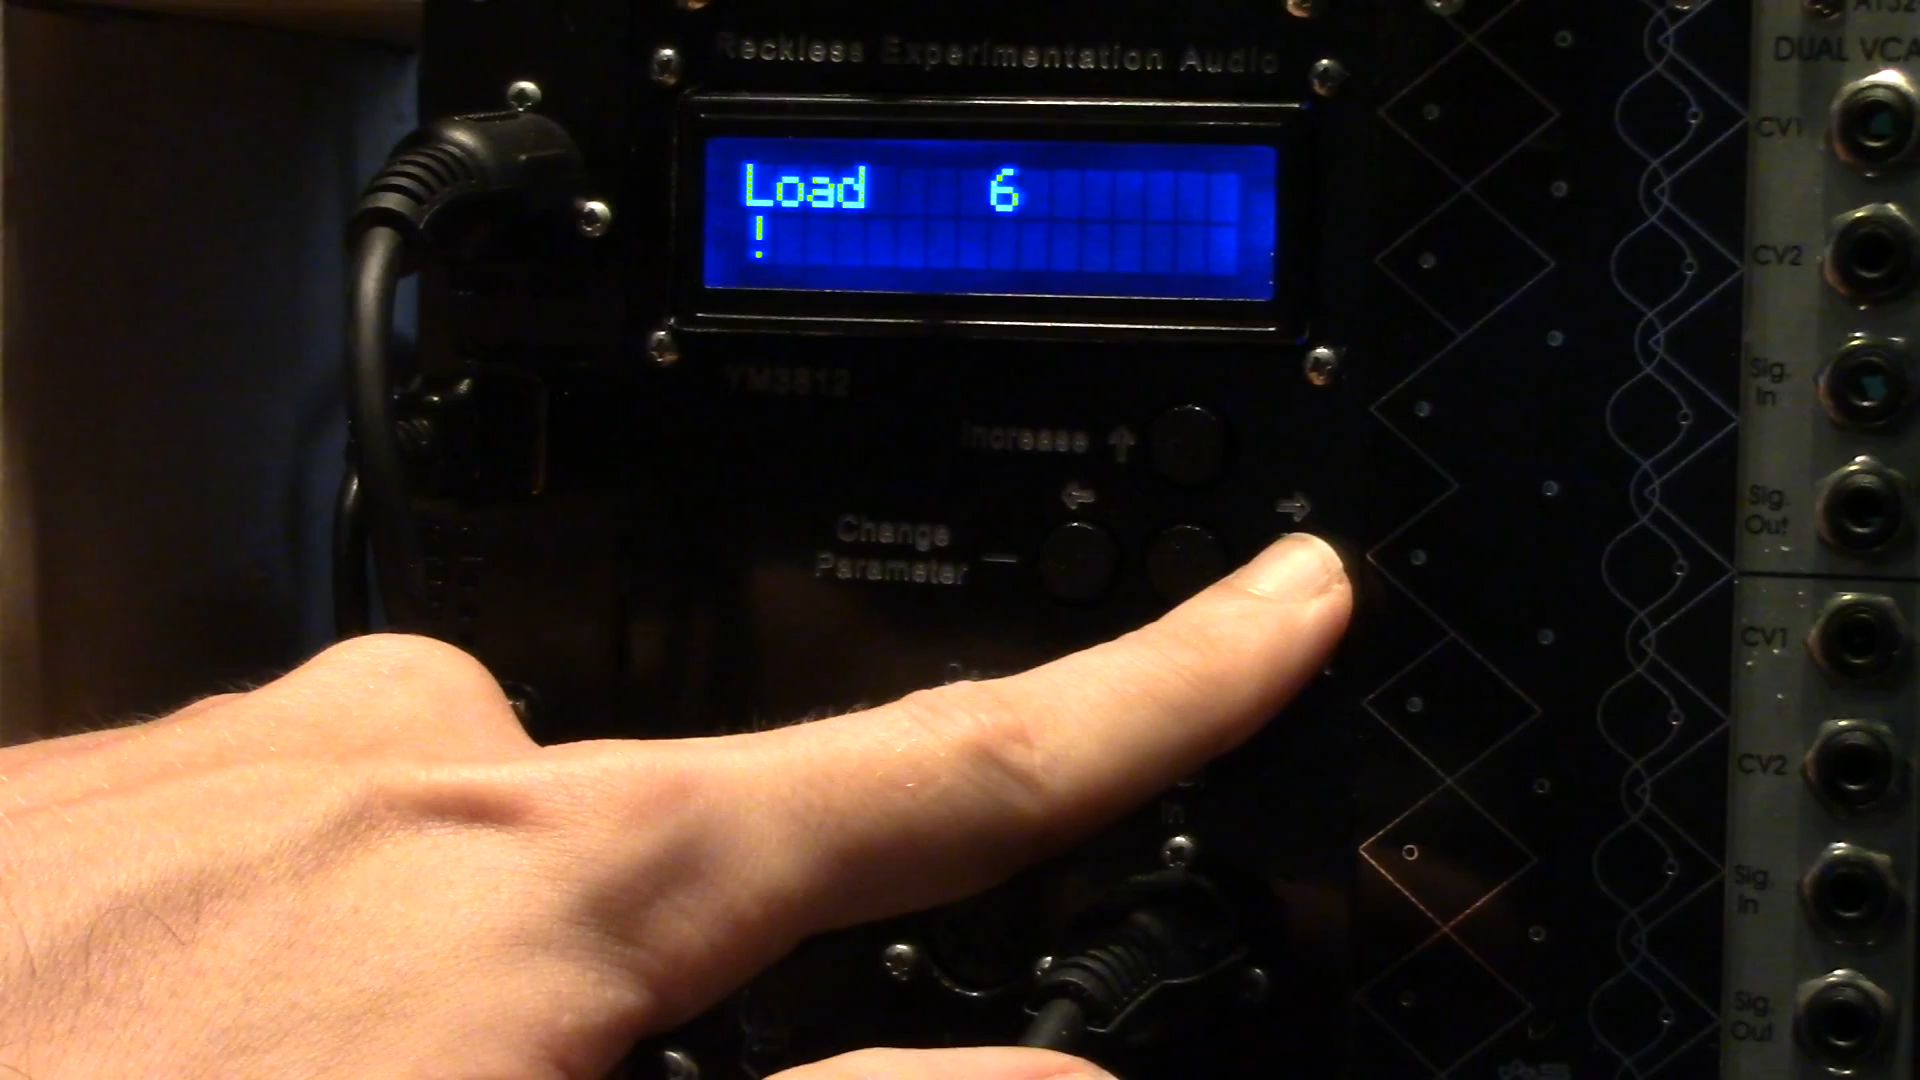 Reckless Experimentation Audio
Load 6
!
YM3812
Increase ↑
← →
Change
Parameter
In
DUAL VCA
CV1
CV2
Sig.
In
Sig.
Out
CV1
CV2
Sig.
In
Sig.
Out